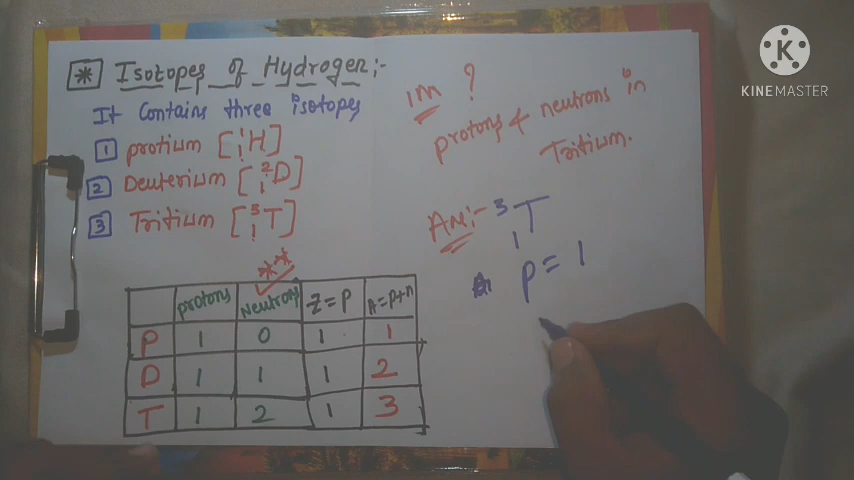 * Isotopes of Hydrogen:-
It contains three isotopes
1 protium [¹₁H]
2 Deuterium [²₁D]
3 Tritium [³₁T]
**
protons Neutrons Z=P A=P+n
P 1 0 1 1
D 1 1 1 2
T 1 2 1 3
1M ?
protons & neutrons in
Tritium.
Ans:- ³₁T
P = 1
K
KINEMASTER